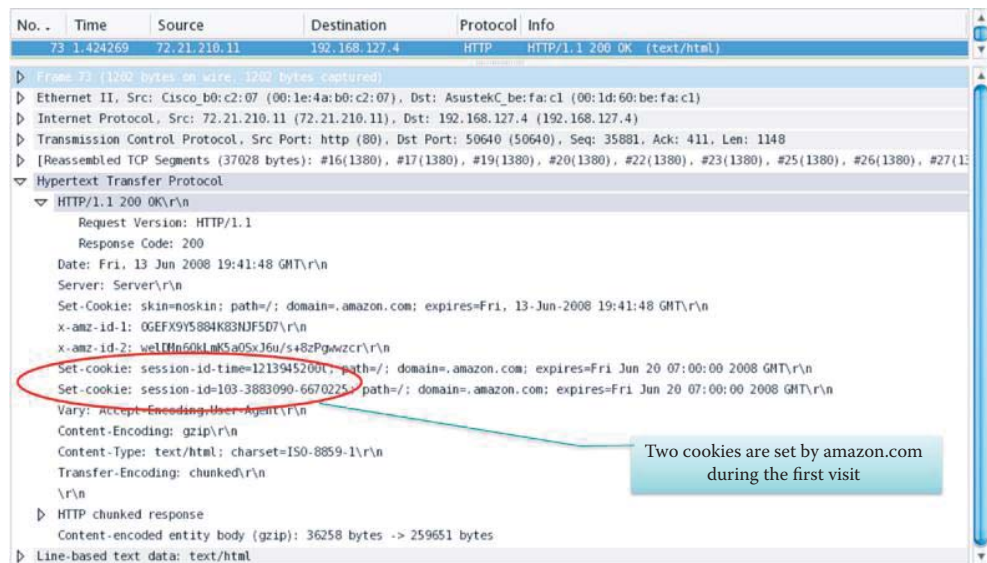 No. . Time Source Destination Protocol Info
73 1.424269 72.21.210.11 192.168.127.4 HTTP HTTP/1.1 200 OK (text/html)
Frame 73 (1202 bytes on wire, 1202 bytes captured)
Ethernet II, Src: Cisco_b0:c2:07 (00:1e:4a:b0:c2:07), Dst: AsustekC_be:fa:c1 (00:1d:60:be:fa:c1)
Internet Protocol, Src: 72.21.210.11 (72.21.210.11), Dst: 192.168.127.4 (192.168.127.4)
Transmission Control Protocol, Src Port: http (80), Dst Port: 50640 (50640), Seq: 35881, Ack: 411, Len: 1148
[Reassembled TCP Segments (37028 bytes): #16(1380), #17(1380), #19(1380), #20(1380), #22(1380), #23(1380), #25(1380), #26(1380), #27(13
Hypertext Transfer Protocol
HTTP/1.1 200 OK\r\n
Request Version: HTTP/1.1
Response Code: 200
Date: Fri, 13 Jun 2008 19:41:48 GMT\r\n
Server: Server\r\n
Set-Cookie: skin=noskin; path=/; domain=.amazon.com; expires=Fri, 13-Jun-2008 19:41:48 GMT\r\n
x-amz-id-1: 0GEFX9Y5884K83NJF5D7\r\n
x-amz-id-2: welDMn60kLmK5aOSxJ6u/s+8zPgwwzcr\r\n
Set-cookie: session-id-time=1213945200l; path=/; domain=.amazon.com; expires=Fri Jun 20 07:00:00 2008 GMT\r\n
Set-cookie: session-id=103-3883090-6670225; path=/; domain=.amazon.com; expires=Fri Jun 20 07:00:00 2008 GMT\r\n
Vary: Accept-Encoding,User-Agent\r\n
Content-Encoding: gzip\r\n
Content-Type: text/html; charset=ISO-8859-1\r\n
Transfer-Encoding: chunked\r\n
\r\n
HTTP chunked response
Content-encoded entity body (gzip): 36258 bytes -> 259651 bytes
Line-based text data: text/html
Two cookies are set by amazon.com
during the first visit